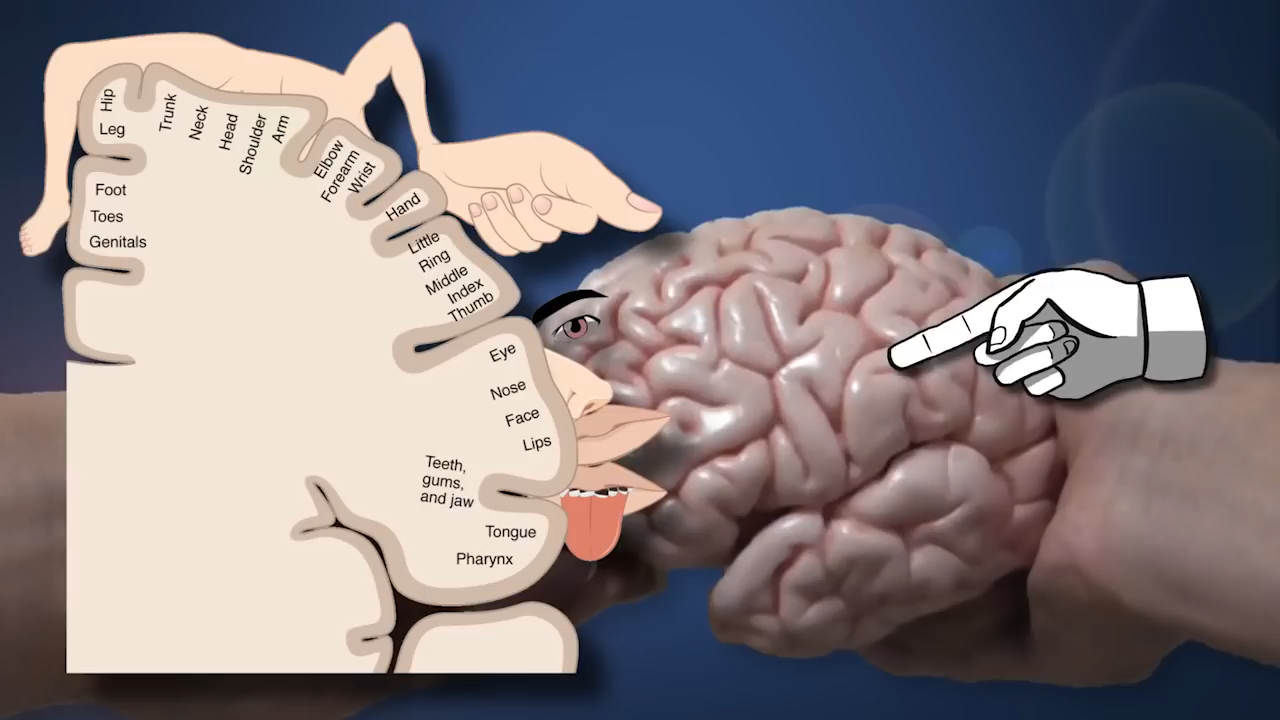 Hip
Leg
Foot
Toes
Genitals
Trunk
Neck
Head
Shoulder
Arm
Elbow
Forearm
Wrist
Hand
Little
Ring
Middle
Index
Thumb
Eye
Nose
Face
Lips
Teeth,
gums,
and jaw
Tongue
Pharynx